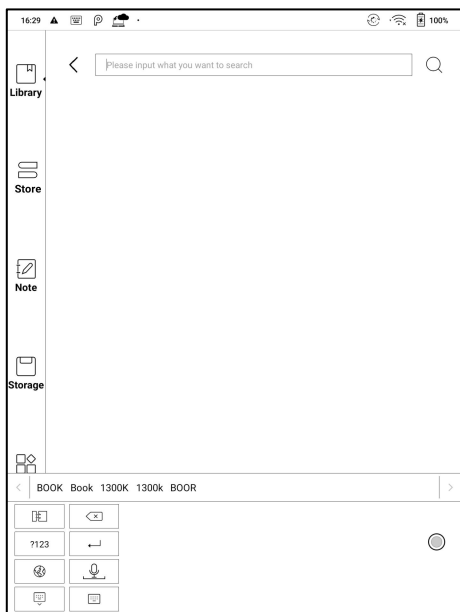 16:29 100%
Please input what you want to search
Library
Store
Note
Storage
BOOK Book 1300K 1300k BOOR
?123